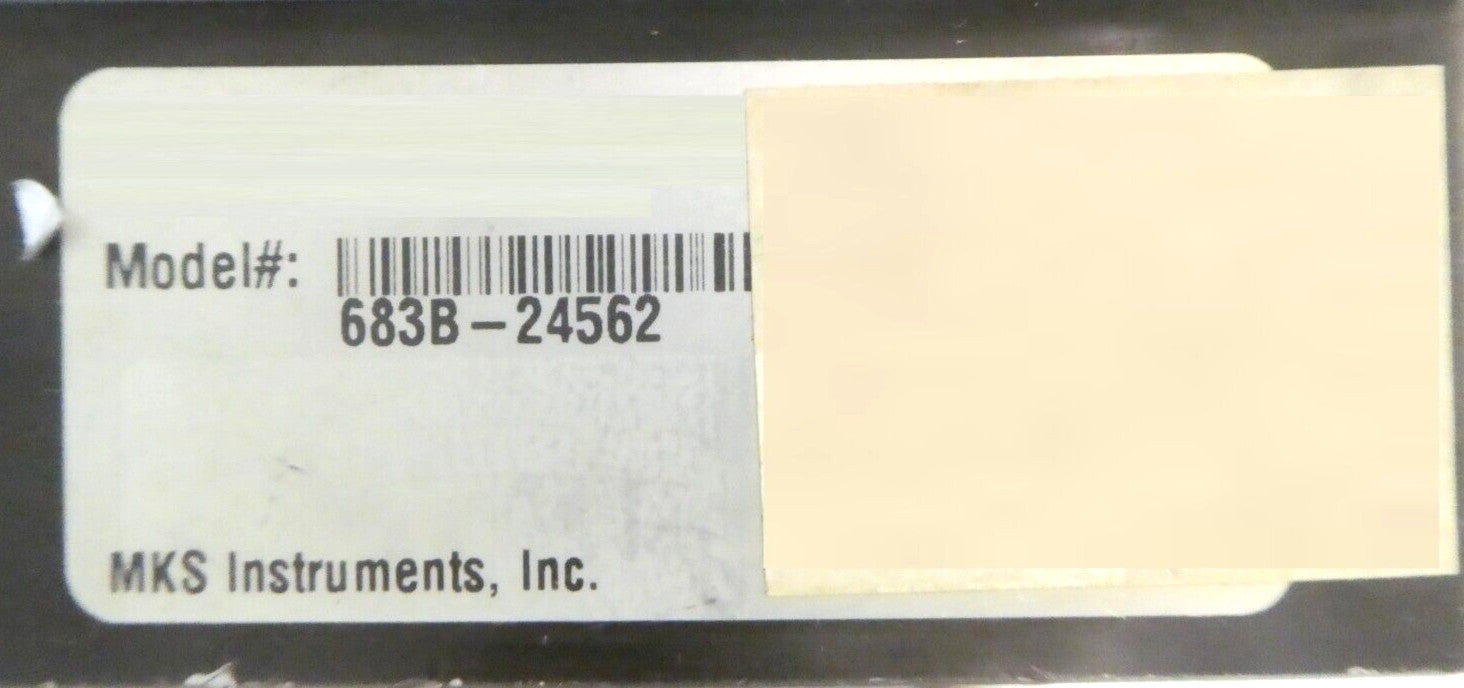 Model#:
683B-24562
MKS Instruments, Inc.